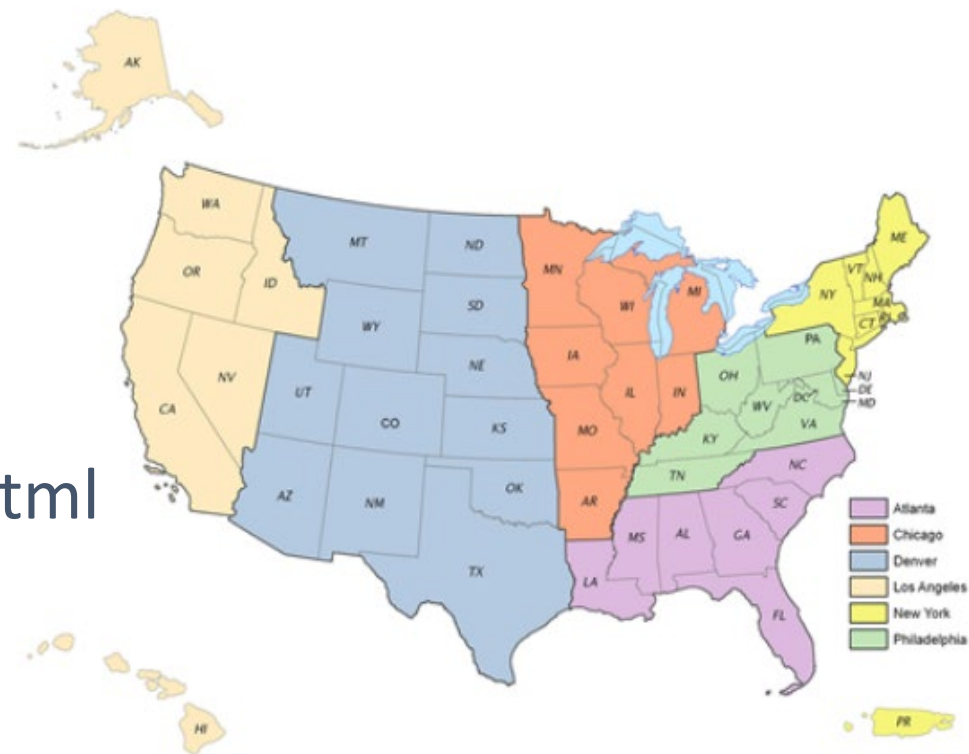 AK
WA
MT
ND
MN
ME
OR
ID
VT
NH
NY
MA
SD
WI
MI
CT
RI
WY
PA
IA
NE
OH
NJ
NV
UT
IL
IN
DE
DC
MD
CA
CO
KS
MO
WV
VA
KY
tml
AZ
NM
OK
AR
TN
NC
SC
MS
AL
GA
TX
LA
FL
Atlanta
Chicago
Denver
Los Angeles
New York
Philadelphia
HI
PR